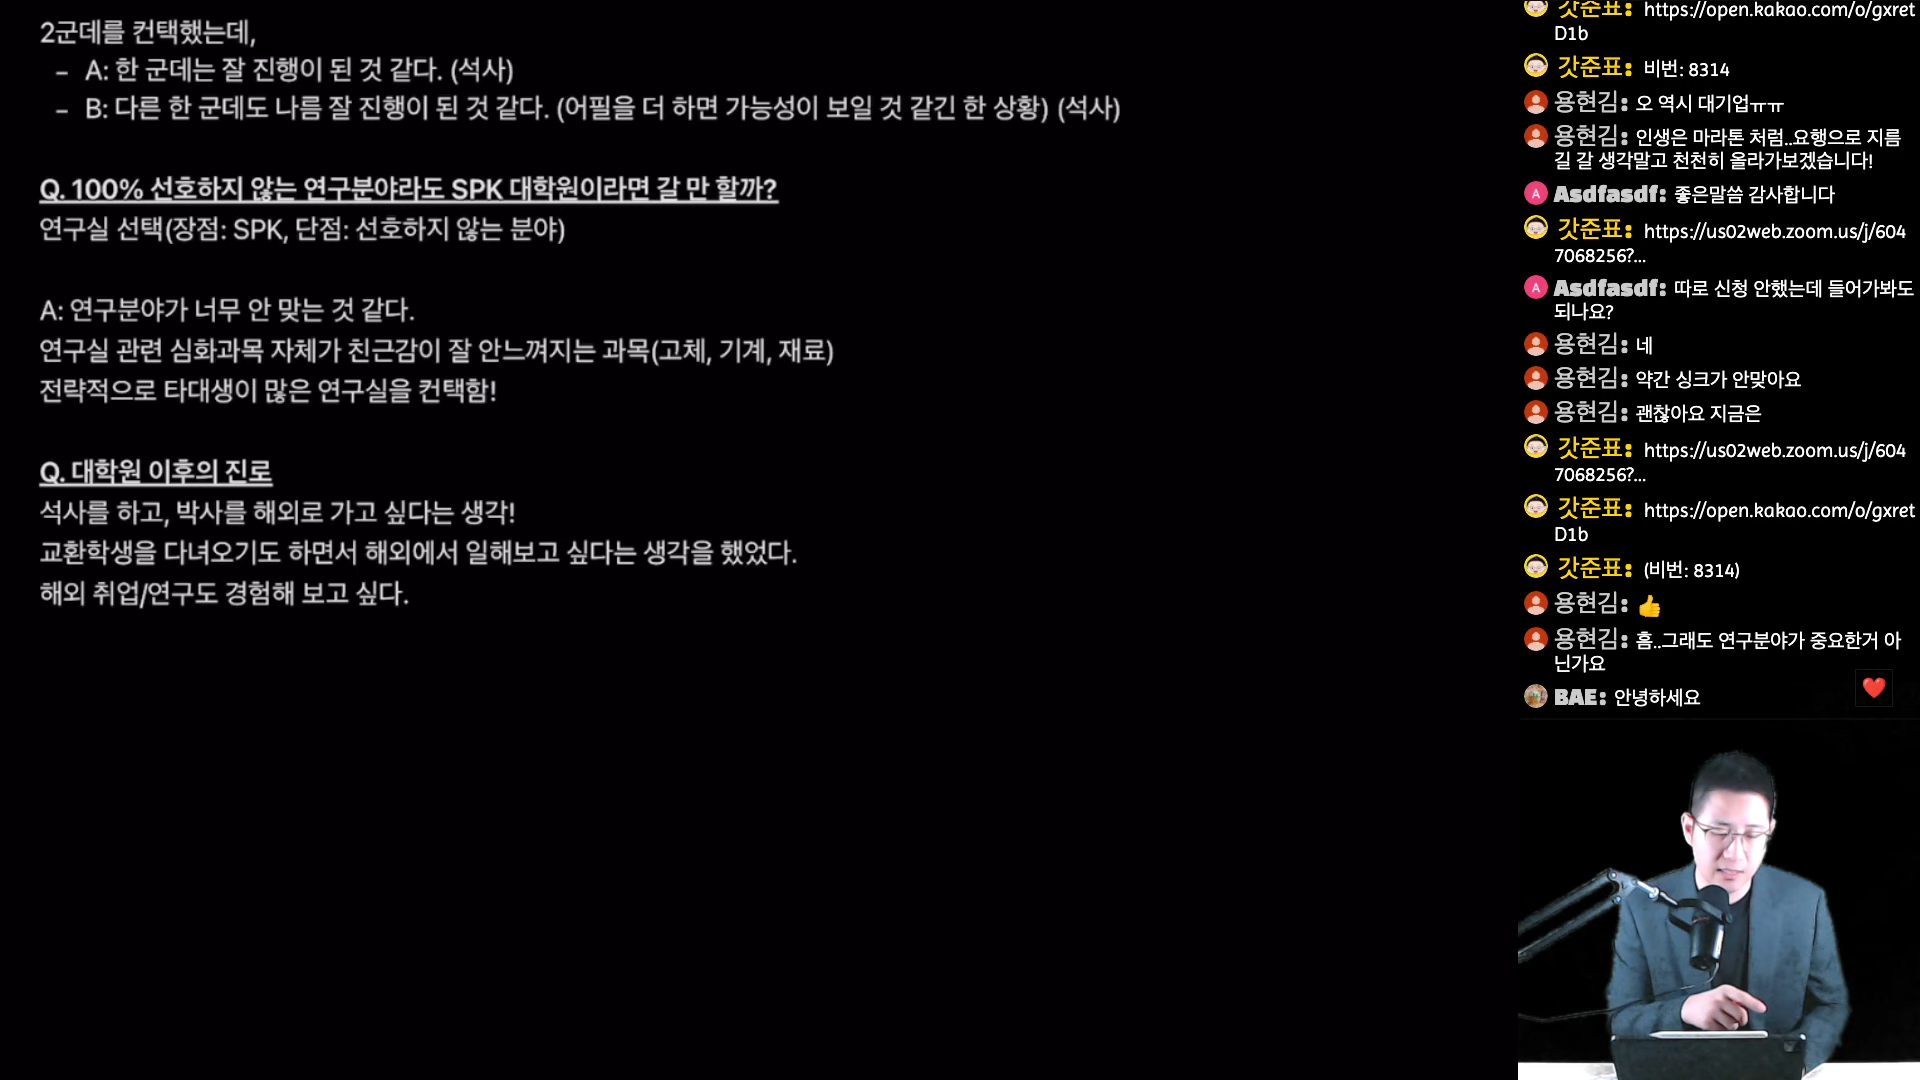 2군데를 컨택했는데,
- A: 한 군데는 잘 진행이 된 것 같다. (석사)
- B: 다른 한 군데도 나름 잘 진행이 된 것 같다. (어필을 더 하면 가능성이 보일 것 같긴 한 상황) (석사)
Q. 100% 선호하지 않는 연구분야라도 SPK 대학원이라면 갈 만 할까?
연구실 선택(장점: SPK, 단점: 선호하지 않는 분야)
A: 연구분야가 너무 안 맞는 것 같다.
연구실 관련 심화과목 자체가 친근감이 잘 안느껴지는 과목(고체, 기계, 재료)
전략적으로 타대생이 많은 연구실을 컨택함!
Q. 대학원 이후의 진로
석사를 하고, 박사를 해외로 가고 싶다는 생각!
교환학생을 다녀오기도 하면서 해외에서 일해보고 싶다는 생각을 했었다.
해외 취업/연구도 경험해 보고 싶다.
갓준표: https://open.kakao.com/o/gxret
D1b
갓준표: 비번: 8314
용현김: 오 역시 대기업ㅠㅠ
용현김: 인생은 마라톤 처럼..요행으로 지름
길 갈 생각말고 천천히 올라가보겠습니다!
A Asdfasdf: 좋은말씀 감사합니다
갓준표: https://us02web.zoom.us/j/604
7068256?...
A Asdfasdf: 따로 신청 안했는데 들어가봐도
되나요?
용현김: 네
용현김: 약간 싱크가 안맞아요
용현김: 괜찮아요 지금은
갓준표: https://us02web.zoom.us/j/604
7068256?...
갓준표: https://open.kakao.com/o/gxret
D1b
갓준표: (비번: 8314)
용현김: 👍
용현김: 흠..그래도 연구분야가 중요한거 아
닌가요
BAE: 안녕하세요